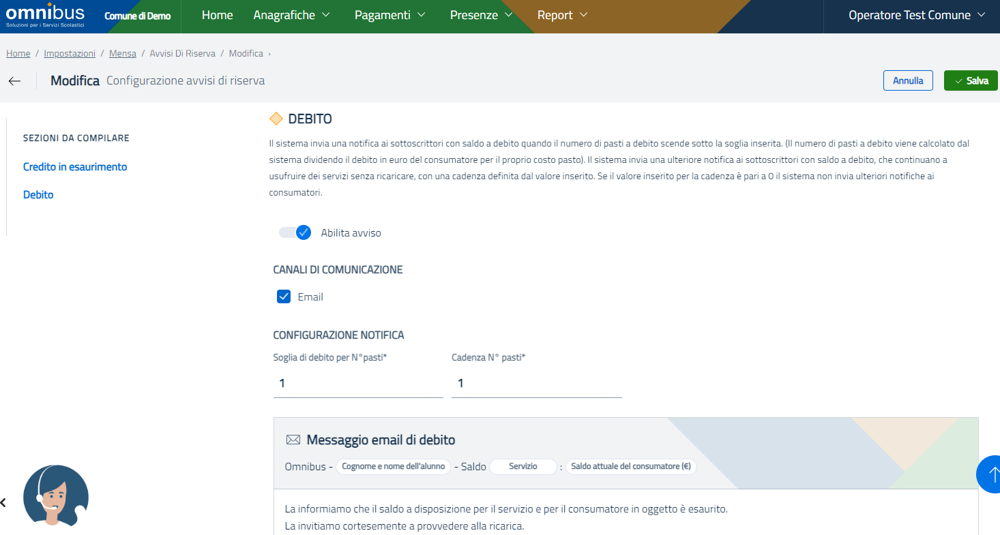 omnibus
Soluzioni per i Servizi Scolastici
Comune di Demo
Home
Anagrafiche
Pagamenti
Presenze
Report
Operatore Test Comune
Home / Impostazioni / Mensa / Avvisi Di Riserva / Modifica ›
Modifica Configurazione avvisi di riserva
Annulla
Salva
SEZIONI DA COMPILARE
Credito in esaurimento
Debito
DEBITO
Il sistema invia una notifica ai sottoscrittori con saldo a debito quando il numero di pasti a debito scende sotto la soglia inserita. (Il numero di pasti a debito viene calcolato dal
sistema dividendo il debito in euro del consumatore per il proprio costo pasto). Il sistema invia una ulteriore notifica ai sottoscrittori con saldo a debito, che continuano a
usufruire dei servizi senza ricaricare, con una cadenza definita dal valore inserito. Se il valore inserito per la cadenza è pari a 0 il sistema non invia ulteriori notifiche ai
consumatori.
Abilita avviso
CANALI DI COMUNICAZIONE
Email
CONFIGURAZIONE NOTIFICA
Soglia di debito per N°pasti*
Cadenza N° pasti*
1
1
Messaggio email di debito
Omnibus - Cognome e nome dell'alunno - Saldo Servizio : Saldo attuale del consumatore (€)
La informiamo che il saldo a disposizione per il servizio e per il consumatore in oggetto è esaurito.
La invitiamo cortesemente a provvedere alla ricarica.